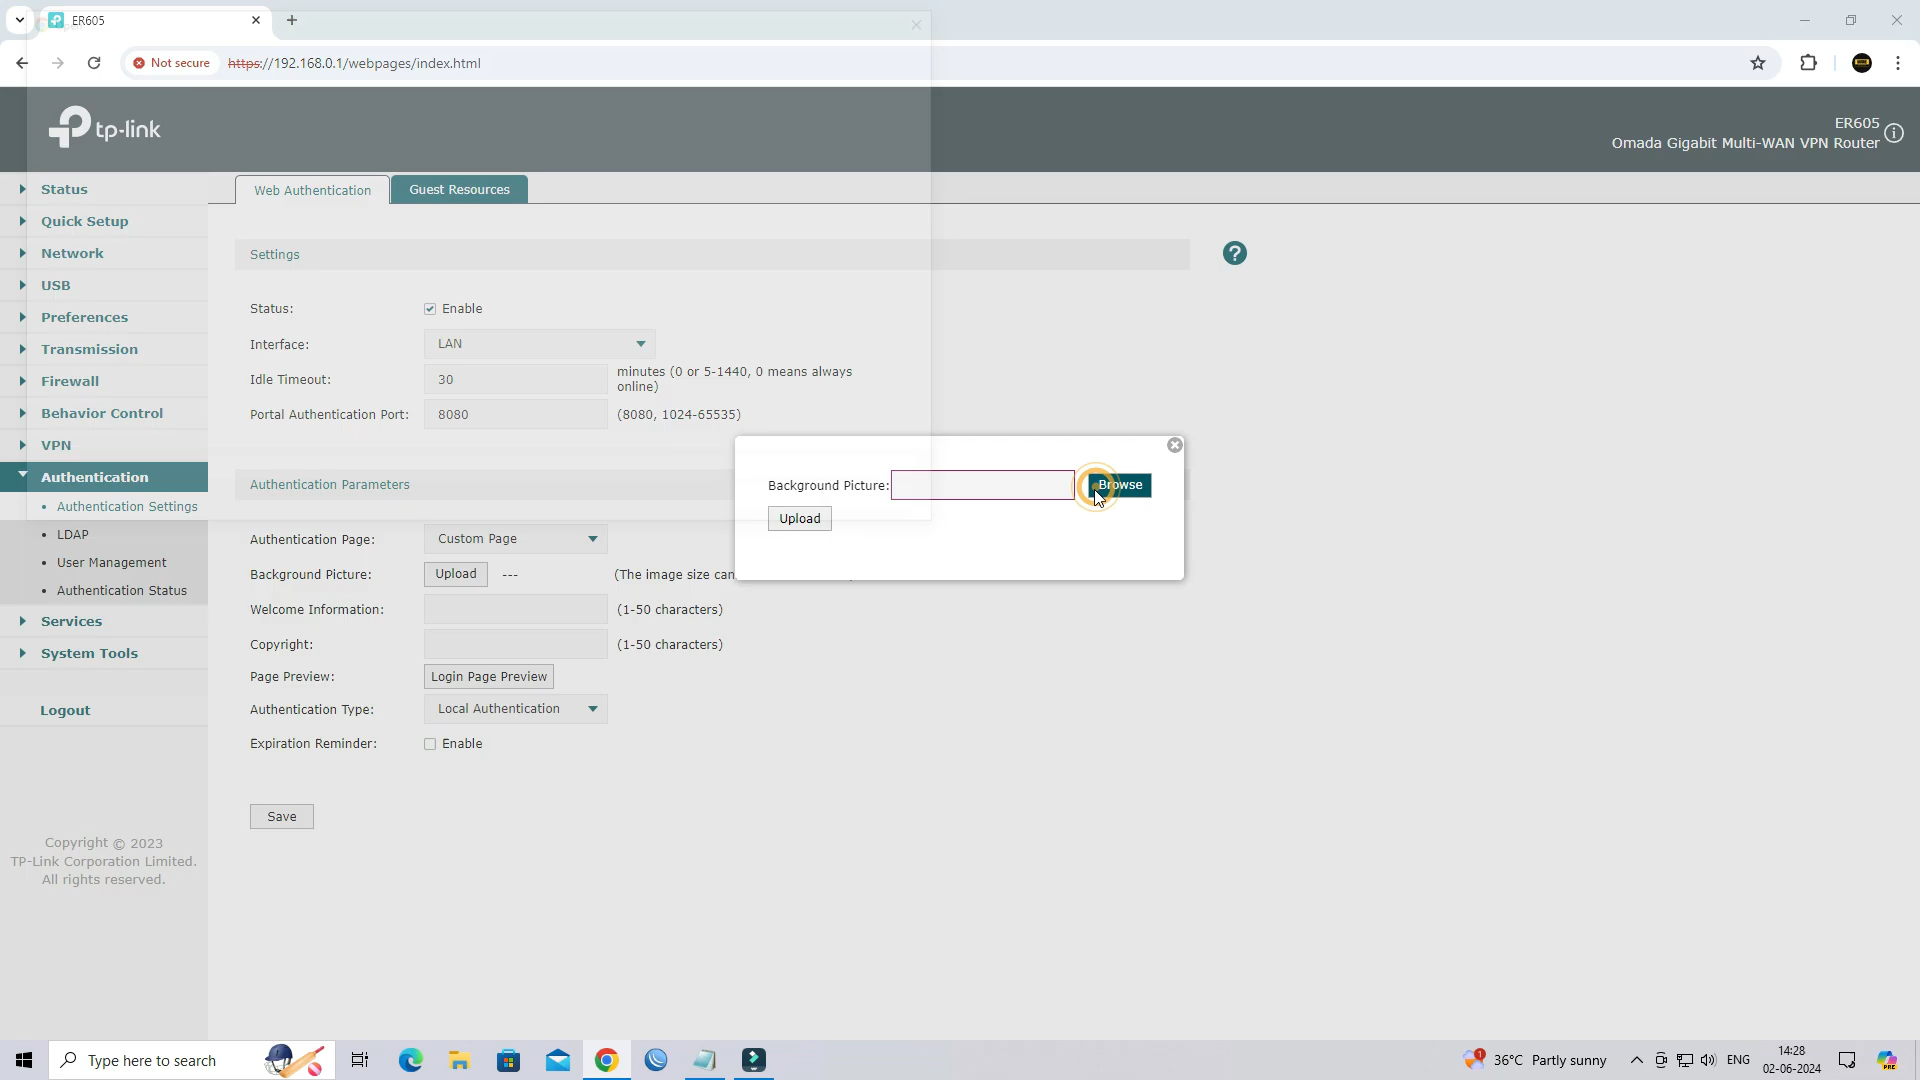 ER605
Not secure
https://192.168.0.1/webpages/index.html
tp-link
ER605
Omada Gigabit Multi-WAN VPN Router
Status
Quick Setup
Network
USB
Preferences
Transmission
Firewall
Behavior Control
VPN
Authentication
Authentication Settings
LDAP
User Management
Authentication Status
Services
System Tools
Logout
Copyright © 2023
TP-Link Corporation Limited.
All rights reserved.
Web Authentication
Guest Resources
Settings
Status: Enable
Interface: LAN
Idle Timeout: 30 minutes (0 or 5-1440, 0 means always
online)
Portal Authentication Port: 8080 (8080, 1024-65535)
Authentication Parameters
Authentication Page: Custom Page
Background Picture: Upload --- (The image size can
Welcome Information: (1-50 characters)
Copyright: (1-50 characters)
Page Preview: Login Page Preview
Authentication Type: Local Authentication
Expiration Reminder: Enable
Save
Background Picture: Browse
Upload
Type here to search
1
36°C Partly sunny
ENG
14:28
02-06-2024
PRE